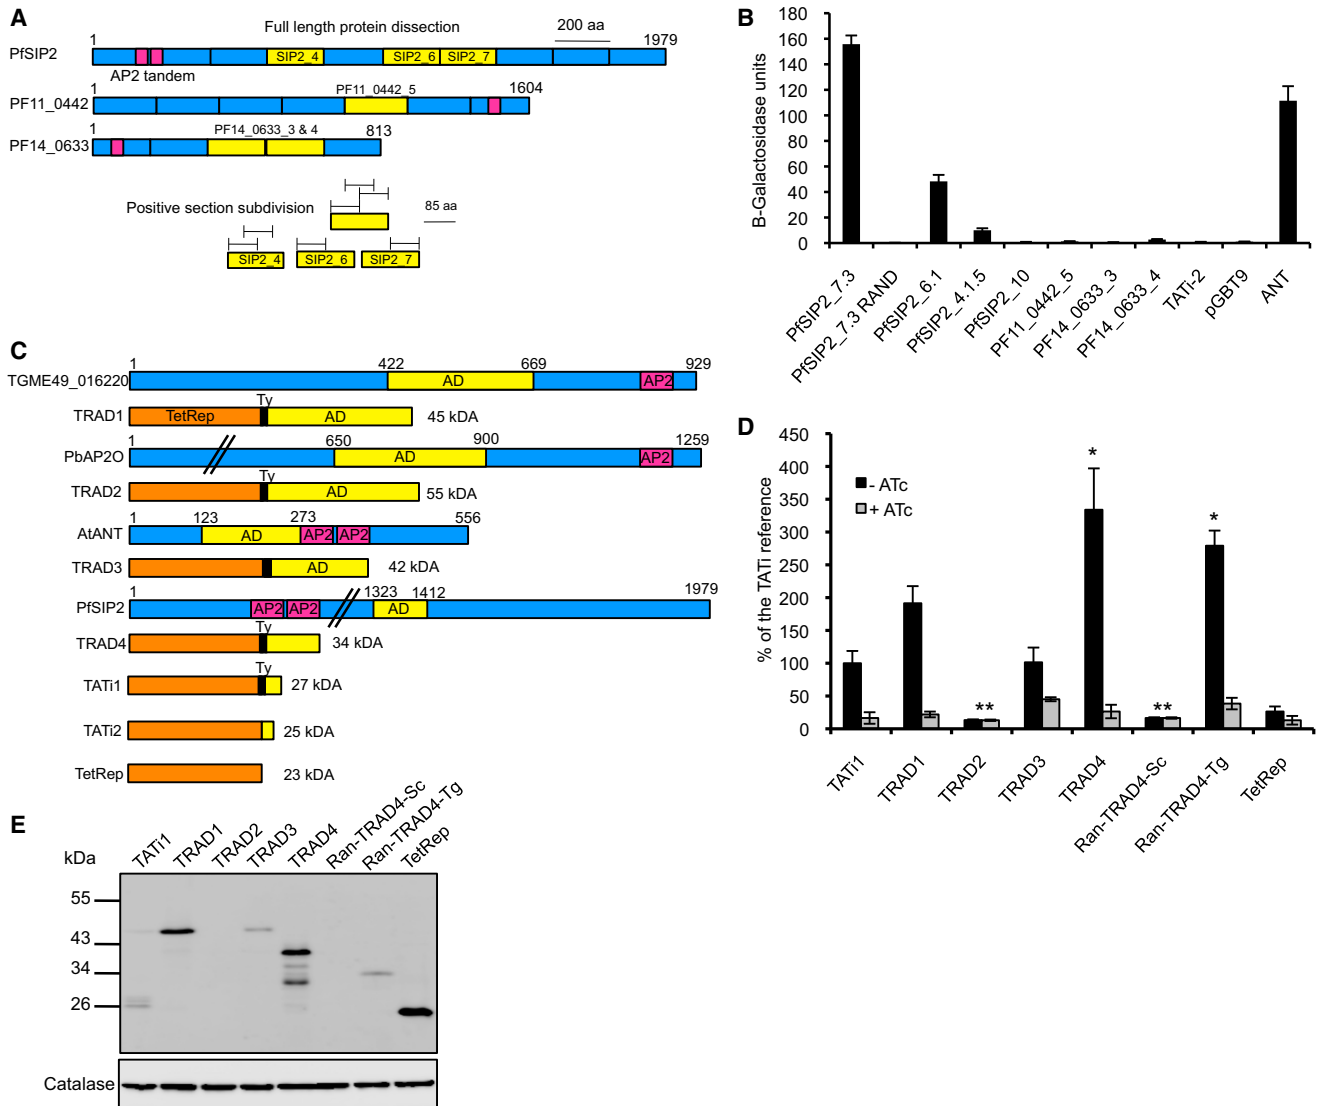 A
Full length protein dissection
200 aa
1
1979
PfSIP2
SIP2_4
SIP2_6
SIP2_7
AP2 tandem
1
PF11_0442_5
1604
PF11_0442
1
PF14_0633_3 & 4
813
PF14_0633
Positive section subdivision
85 aa
SIP2_4
SIP2_6
SIP2_7
B
B-Galactosidase units
180
160
140
120
100
80
60
40
20
0
PfSIP2_7.3
PfSIP2_7.3 RAND
PfSIP2_6.1
PfSIP2_4.1.5
PfSIP2_10
PF11_0442_5
PF14_0633_3
PF14_0633_4
TATi-2
pGBT9
ANT
C
1
422
669
929
TGME49_016220
AD
AP2
Ty
TRAD1
TetRep
AD
45 kDA
1
650
900
1259
PbAP2O
AD
AP2
Ty
TRAD2
AD
55 kDA
1
123
273
556
AtANT
AD
AP2
AP2
TRAD3
AD
42 kDA
1
1323
1412
1979
PfSIP2
AP2
AP2
AD
Ty
TRAD4
34 kDA
Ty
TATi1
27 kDA
TATi2
25 kDA
TetRep
23 kDA
D
% of the TATi reference
450
400
350
300
250
200
150
100
50
0
- ATc
+ ATc
**
*
**
*
TATi1
TRAD1
TRAD2
TRAD3
TRAD4
Ran-TRAD4-Sc
Ran-TRAD4-Tg
TetRep
E
kDa
TATi1
TRAD1
TRAD2
TRAD3
TRAD4
Ran-TRAD4-Sc
Ran-TRAD4-Tg
TetRep
55
43
34
26
Catalase